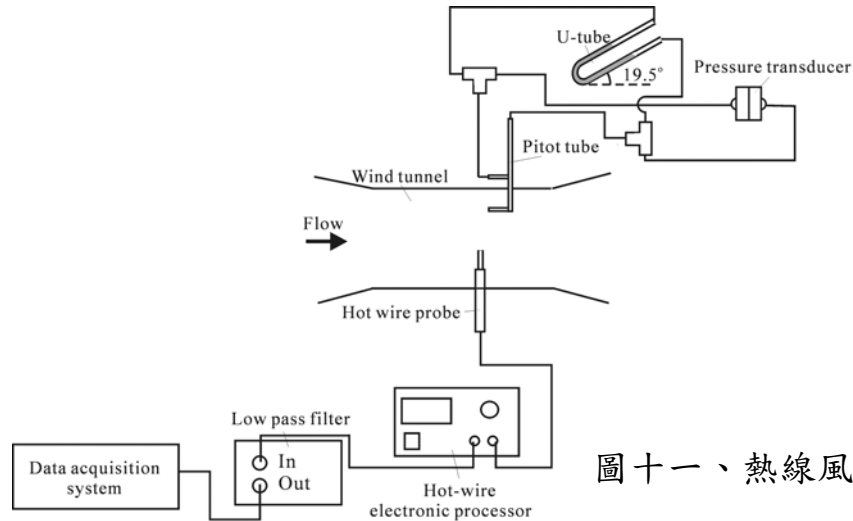 U-tube
19.5°
Pressure transducer
Pitot tube
Wind tunnel
Flow
Hot wire probe
Low pass filter
In
Out
Data acquisition
system
Hot-wire
electronic processor
圖十一、熱線風